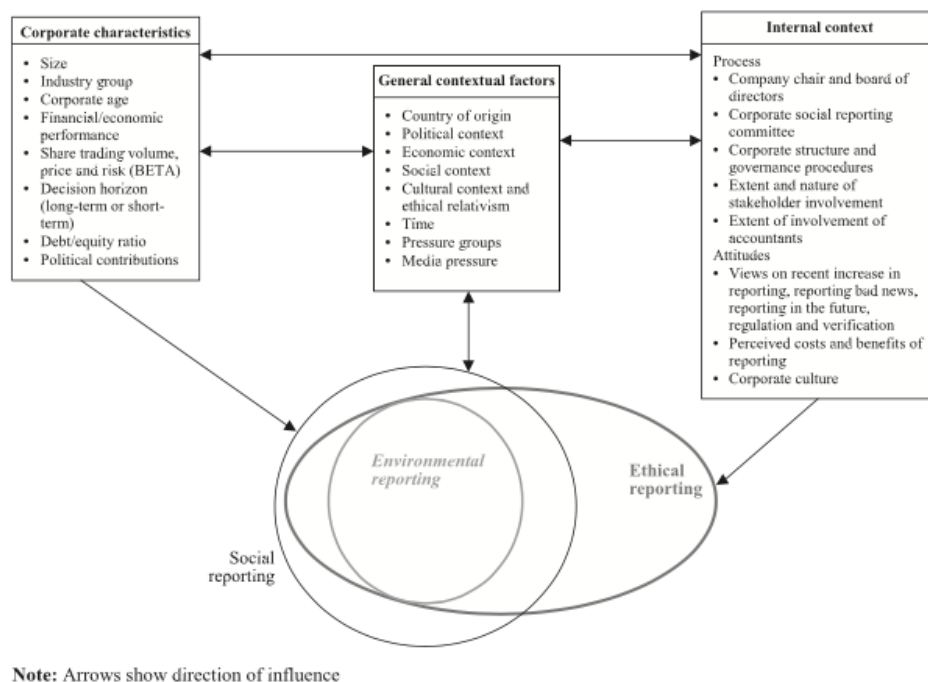 Corporate characteristics
• Size
• Industry group
• Corporate age
• Financial/economic
performance
• Share trading volume,
price and risk (BETA)
• Decision horizon
(long-term or short-
term)
• Debt/equity ratio
• Political contributions
General contextual factors
• Country of origin
• Political context
• Economic context
• Social context
• Cultural context and
ethical relativism
• Time
• Pressure groups
• Media pressure
Internal context
Process
• Company chair and board of
directors
• Corporate social reporting
committee
• Corporate structure and
governance procedures
• Extent and nature of
stakeholder involvement
• Extent of involvement of
accountants
Attitudes
• Views on recent increase in
reporting, reporting bad news,
reporting in the future,
regulation and verification
• Perceived costs and benefits of
reporting
• Corporate culture
Environmental
reporting
Ethical
reporting
Social
reporting
Note: Arrows show direction of influence